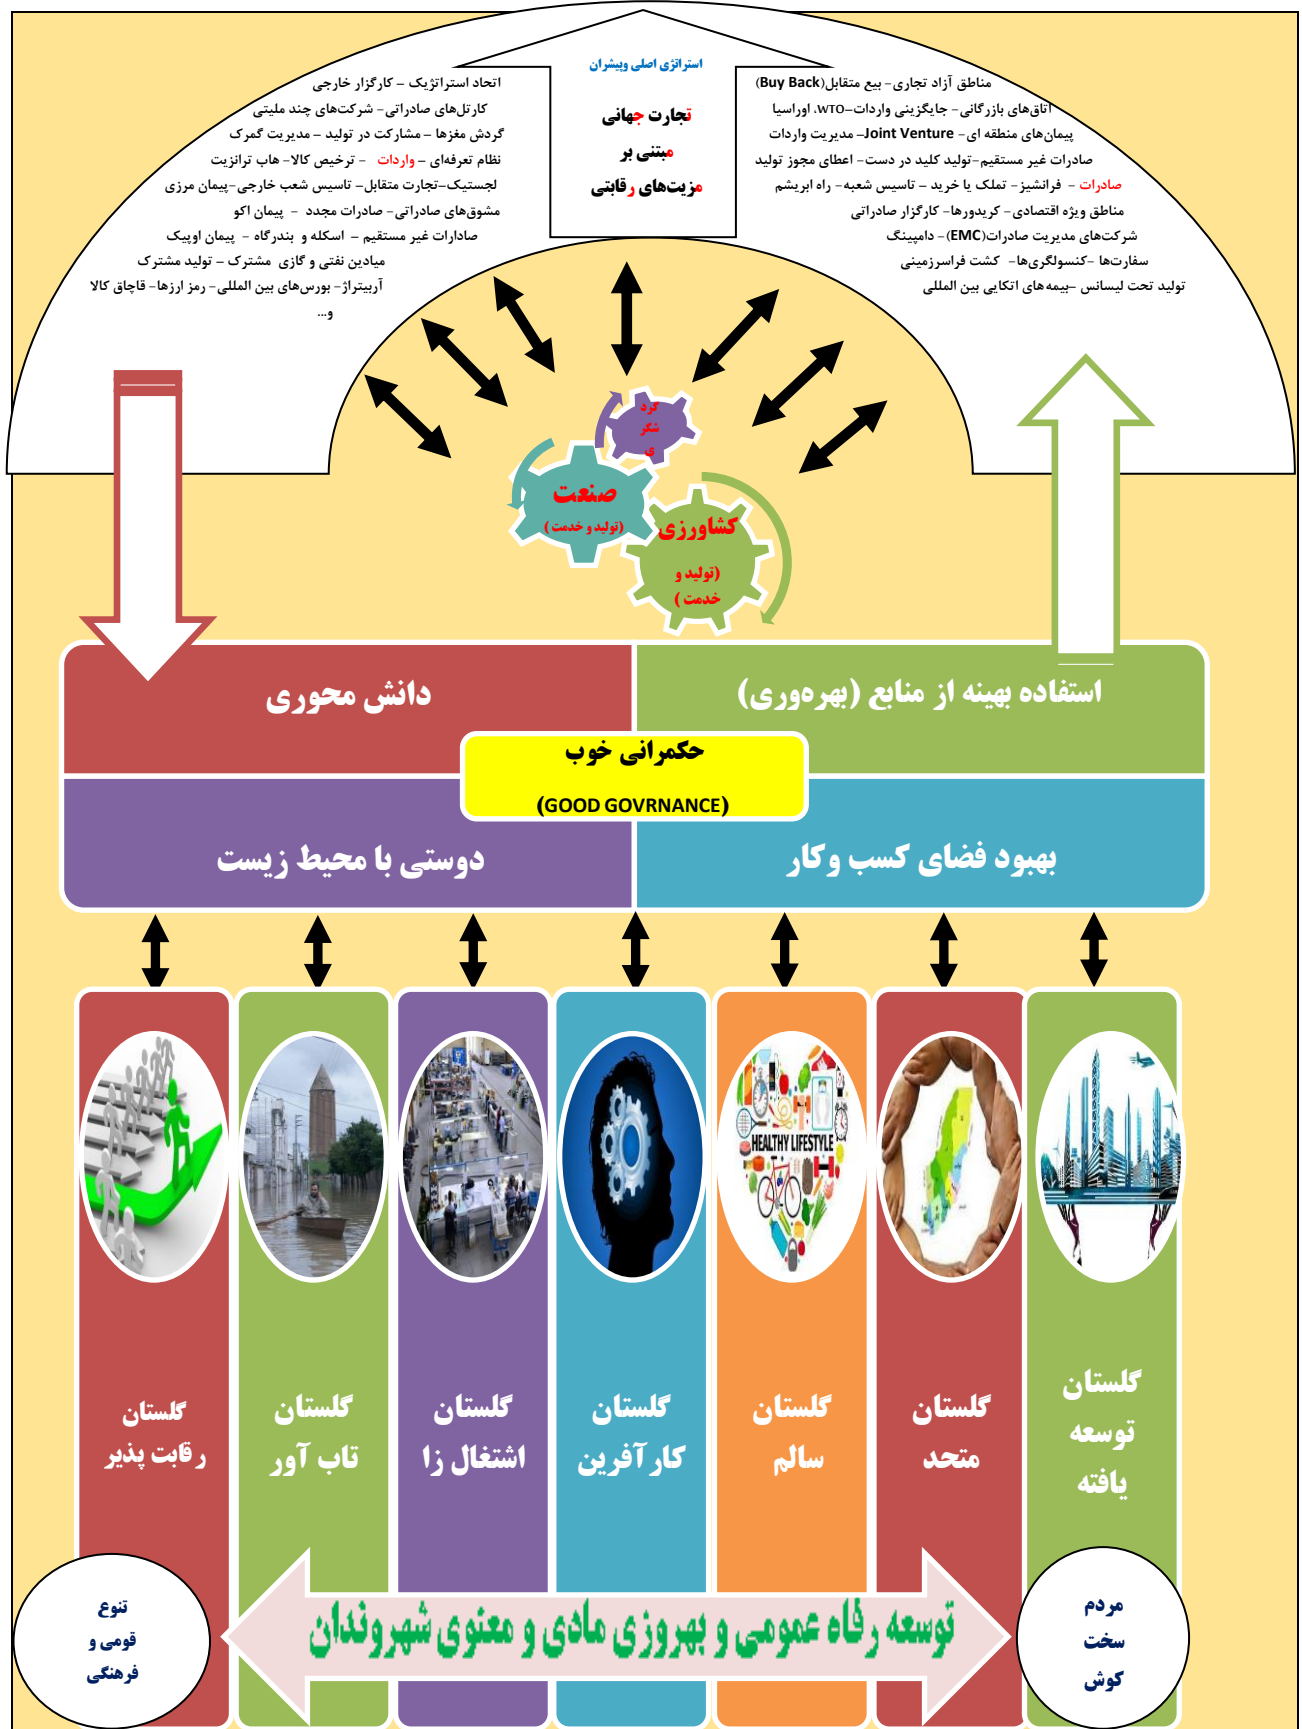 استراتژی اصلی وپیشران
تجارت جهانی
مبتنی بر
مزیت‌های رقابتی
مناطق آزاد تجاری- بیع متقابل(Buy Back)
اتاق‌های بازرگانی- جایگزینی واردات-WTO، اوراسیا
پیمان‌های منطقه ای- Joint Venture- مدیریت واردات
صادرات غیر مستقیم-تولید کلید در دست- اعطای مجوز تولید
صادرات - فرانشیز- تملک یا خرید - تاسیس شعبه- راه ابریشم
مناطق ویژه اقتصادی- کریدورها- کارگزار صادراتی
شرکت‌های مدیریت صادرات(EMC)- دامپینگ
سفارت‌ها -کنسولگری‌ها- کشت فراسرزمینی
تولید تحت لیسانس -بیمه های اتکایی بین المللی
اتحاد استراتژیک - کارگزار خارجی
کارتل‌های صادراتی- شرکت‌های چند ملیتی
گردش مغزها - مشارکت در تولید - مدیریت گمرک
نظام تعرفه‌ای - واردات - ترخیص کالا- هاب ترانزیت
لجستیک-تجارت متقابل- تاسیس شعب خارجی-پیمان مرزی
مشوق‌های صادراتی- صادرات مجدد - پیمان اکو
صادارات غیر مستقیم - اسکله و بندرگاه - پیمان اوپیک
میادین نفتی و گازی مشترک - تولید مشترک
آربیتراژ- بورس‌های بین المللی- رمز ارزها- قاچاق کالا
و...
گرد
شگر
ی
صنعت
(تولید و خدمت )
کشاورزی
(تولید و
خدمت )
استفاده بهینه از منابع (بهره‌وری)
دانش محوری
حکمرانی خوب
(GOOD GOVRNANCE)
بهبود فضای کسب وکار
دوستی با محیط زیست
HEALTHY LIFESTYLE
گلستان
توسعه
یافته
گلستان
متحد
گلستان
سالم
گلستان
کارآفرین
گلستان
اشتغال زا
گلستان
تاب آور
گلستان
رقابت پذیر
مردم
سخت
کوش
توسعه رفاه عمومی و بهروزی مادی و معنوی شهروندان
تنوع
قومی و
فرهنگی